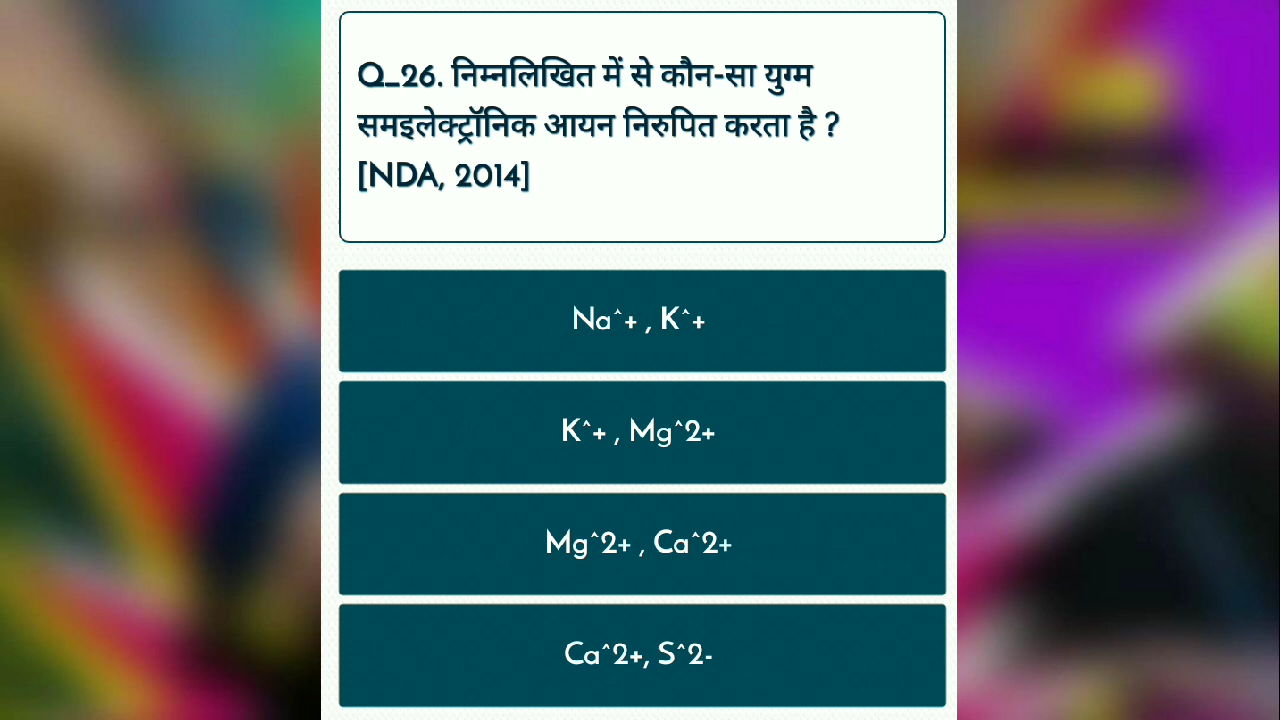 Q_26. निम्नलिखित में से कौन-सा युग्म
समइलेक्ट्रॉनिक आयन निरुपित करता है ?
[NDA, 2014]
Na^+ , K^+
K^+ , Mg^2+
Mg^2+ , Ca^2+
Ca^2+, S^2-